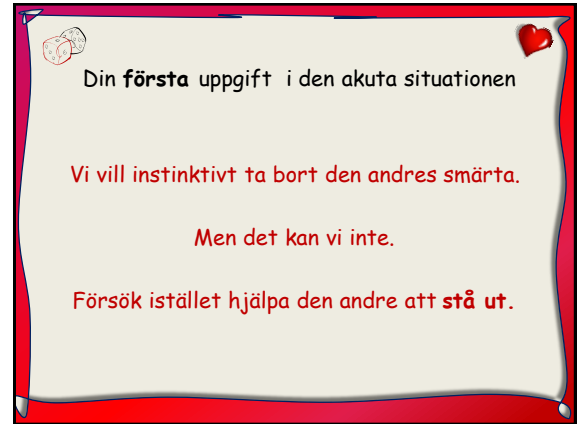 Din första uppgift i den akuta situationen
Vi vill instinktivt ta bort den andres smärta.
Men det kan vi inte.
Försök istället hjälpa den andre att stå ut.